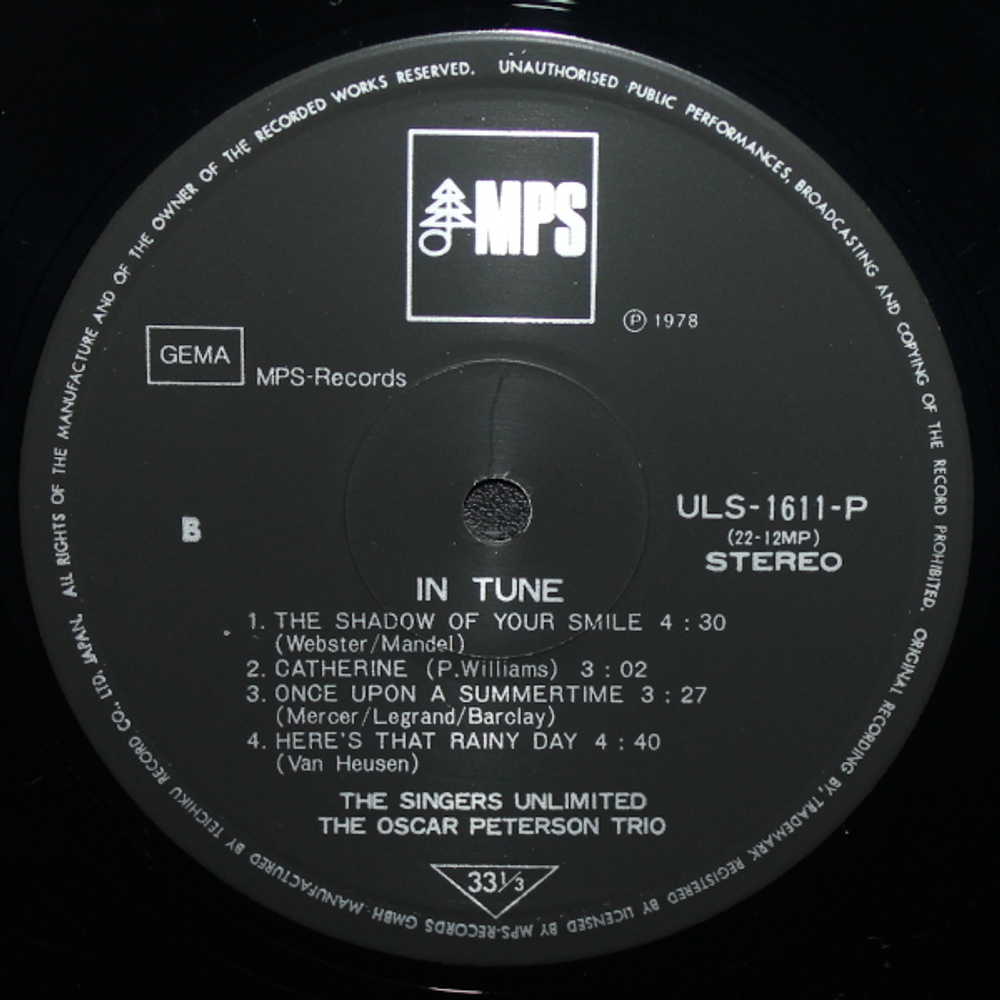 ALL RIGHTS OF THE MANUFACTURE AND OF THE OWNER OF THE RECORDED WORKS RESERVED. UNAUTHORISED PUBLIC PERFORMANCES, BROADCASTING AND COPYING OF THE RECORD PROHIBITED. ORIGINAL RECORDING BY, TRADEMARK REGISTERED BY LICENSED BY MPS-RECORDS GMBH MANUFACTURED BY TEICHIKU RECORD CO., LTD. JAPAN.
MPS
Ⓟ 1978
GEMA
MPS-Records
B
ULS-1611-P
(22-12MP)
STEREO
IN TUNE
1. THE SHADOW OF YOUR SMILE 4 : 30
(Webster/Mandel)
2. CATHERINE (P.Williams) 3 : 02
3. ONCE UPON A SUMMERTIME 3 : 27
(Mercer/Legrand/Barclay)
4. HERE'S THAT RAINY DAY 4 : 40
(Van Heusen)
THE SINGERS UNLIMITED
THE OSCAR PETERSON TRIO
33 1/3